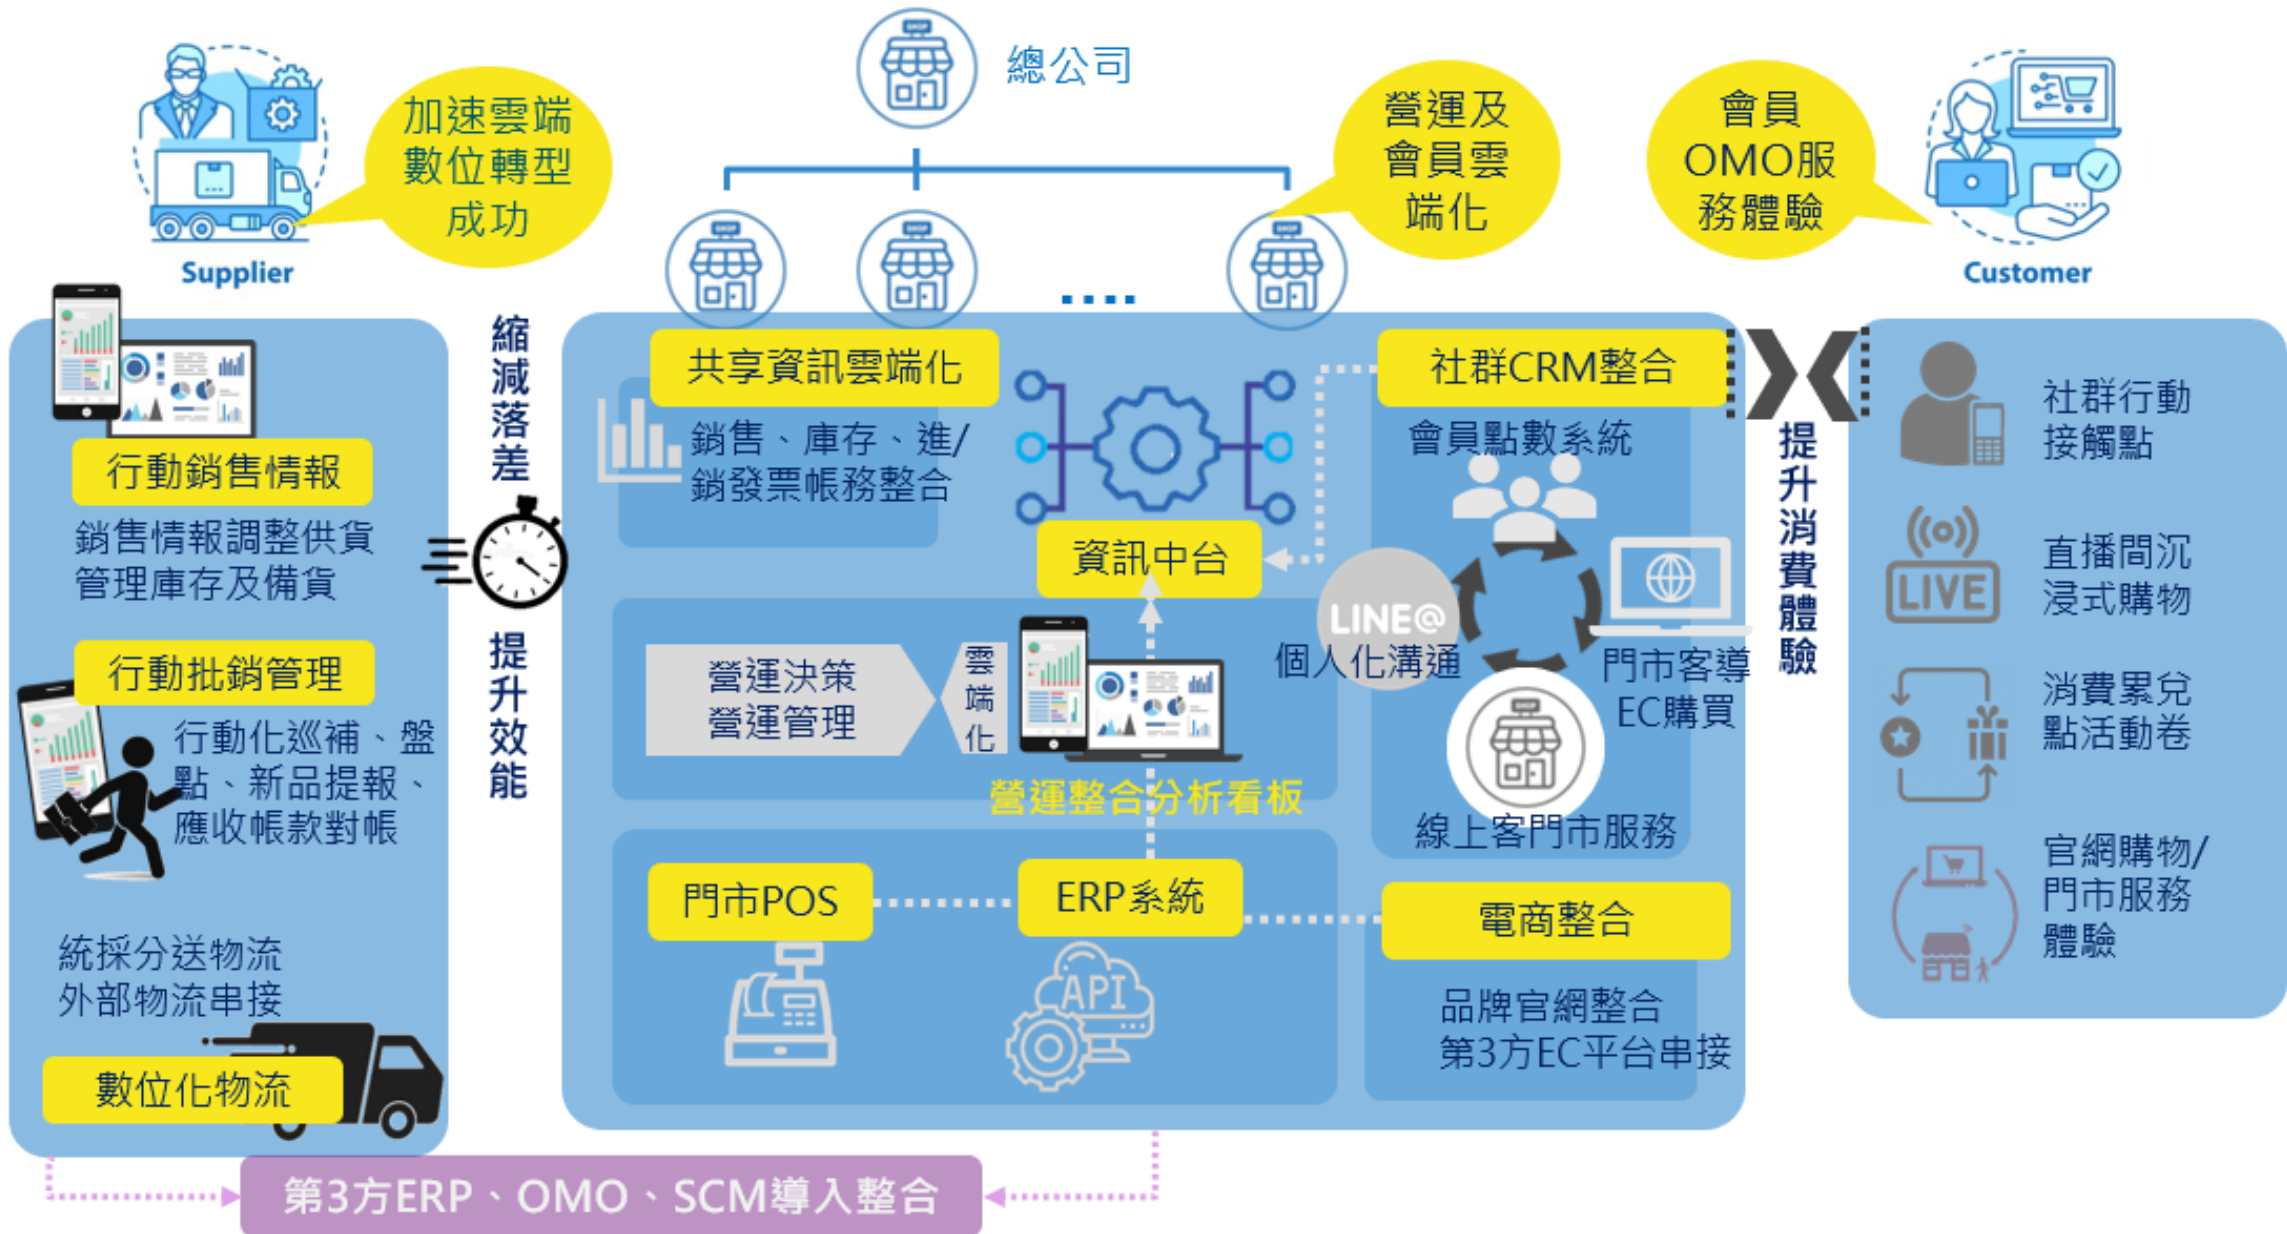 總公司
SHOP
加速雲端
數位轉型
成功
營運及
會員雲
端化
會員
OMO服
務體驗
Supplier
SHOP
SHOP
....
SHOP
Customer
行動銷售情報
銷售情報調整供貨
管理庫存及備貨
行動批銷管理
行動化巡補、盤
點、新品提報、
應收帳款對帳
統採分送物流
外部物流串接
數位化物流
縮減落差
提升效能
共享資訊雲端化
銷售、庫存、進/
銷發票帳務整合
資訊中台
社群CRM整合
會員點數系統
LINE@
個人化溝通
門市客導
EC購買
線上客門市服務
營運決策
營運管理
雲端化
營運整合分析看板
門市POS
ERP系統
API
電商整合
品牌官網整合
第3方EC平台串接
提升消費體驗
社群行動
接觸點
LIVE
直播間沉
浸式購物
消費累兌
點活動卷
官網購物/
門市服務
體驗
第3方ERP、OMO、SCM導入整合